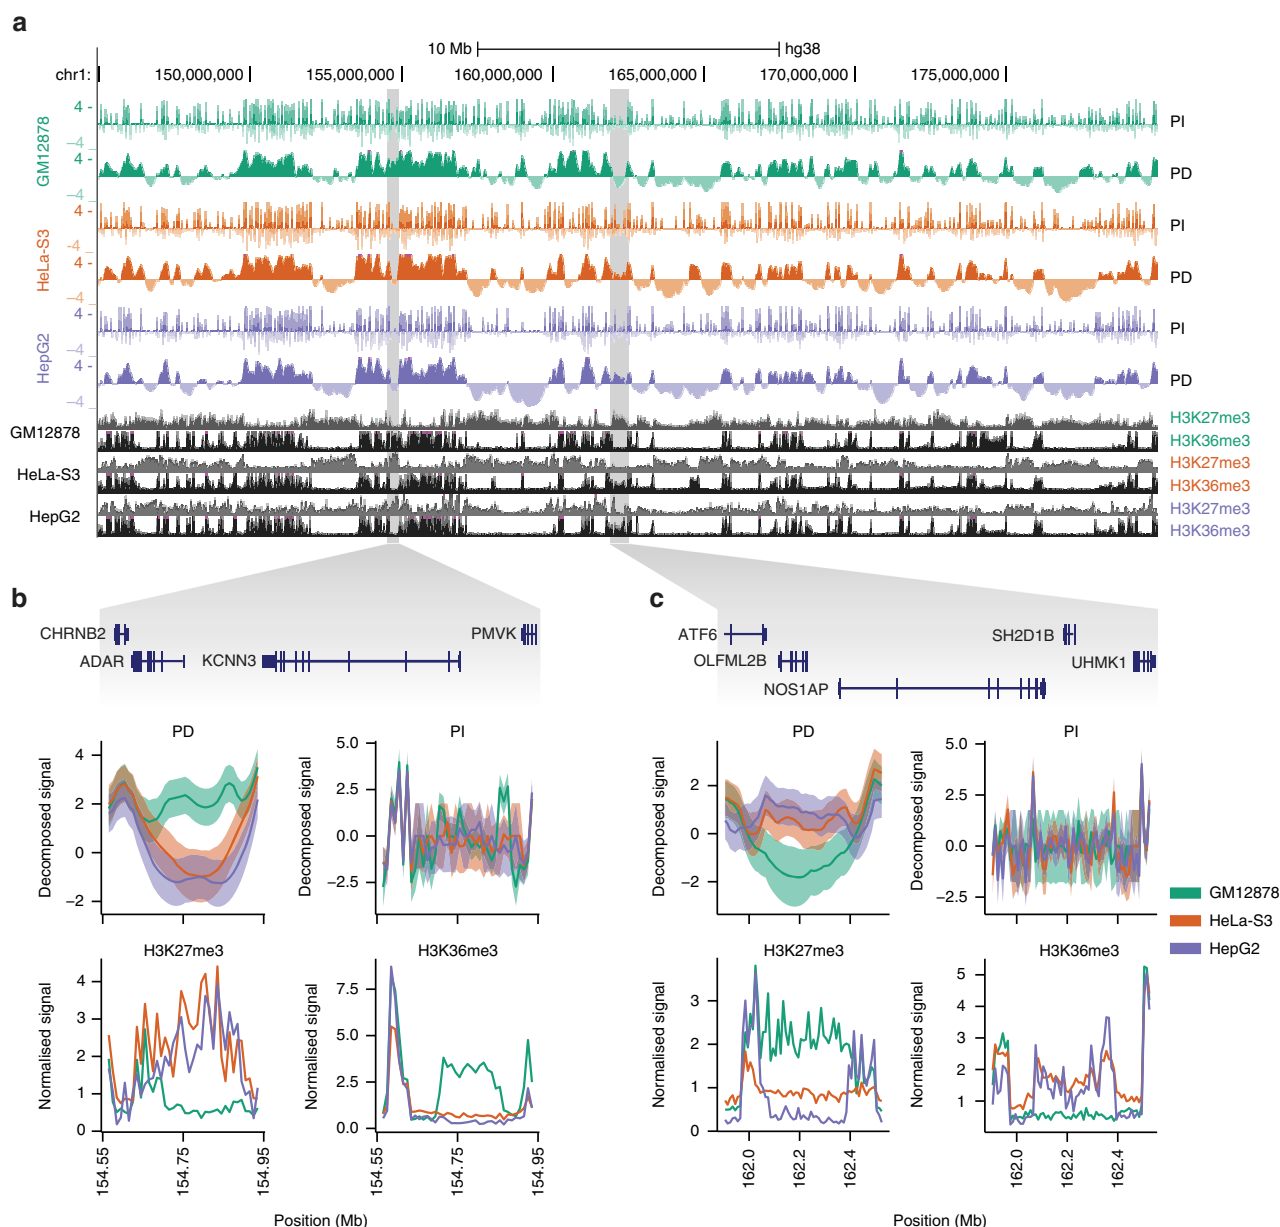 a
10 Mb hg38
chr1: 150,000,000 155,000,000 160,000,000 165,000,000 170,000,000 175,000,000
GM12878
4 -
–4 _
PI
4 -
–4 _
PD
HeLa-S3
4 -
–4 _
PI
4 -
–4 _
PD
HepG2
4 -
–4 _
PI
4 -
–4 _
PD
GM12878
H3K27me3
H3K36me3
HeLa-S3
H3K27me3
H3K36me3
HepG2
H3K27me3
H3K36me3
b
CHRNB2 PMVK
ADAR KCNN3
PD
Decomposed signal
4
2
0
–2
PI
Decomposed signal
5.0
2.5
0.0
–2.5
H3K27me3
Normalised signal
4
3
2
1
0
154.55 154.75 154.95
H3K36me3
Normalised signal
7.5
5.0
2.5
0.0
154.55 154.75 154.95
Position (Mb)
c
ATF6 SH2D1B
OLFML2B UHMK1
NOS1AP
PD
Decomposed signal
2
0
–2
PI
Decomposed signal
5.0
2.5
0.0
–2.5
H3K27me3
Normalised signal
3
2
1
0
162.0 162.2 162.4
H3K36me3
Normalised signal
5
4
3
2
1
162.0 162.2 162.4
Position (Mb)
GM12878
HeLa-S3
HepG2